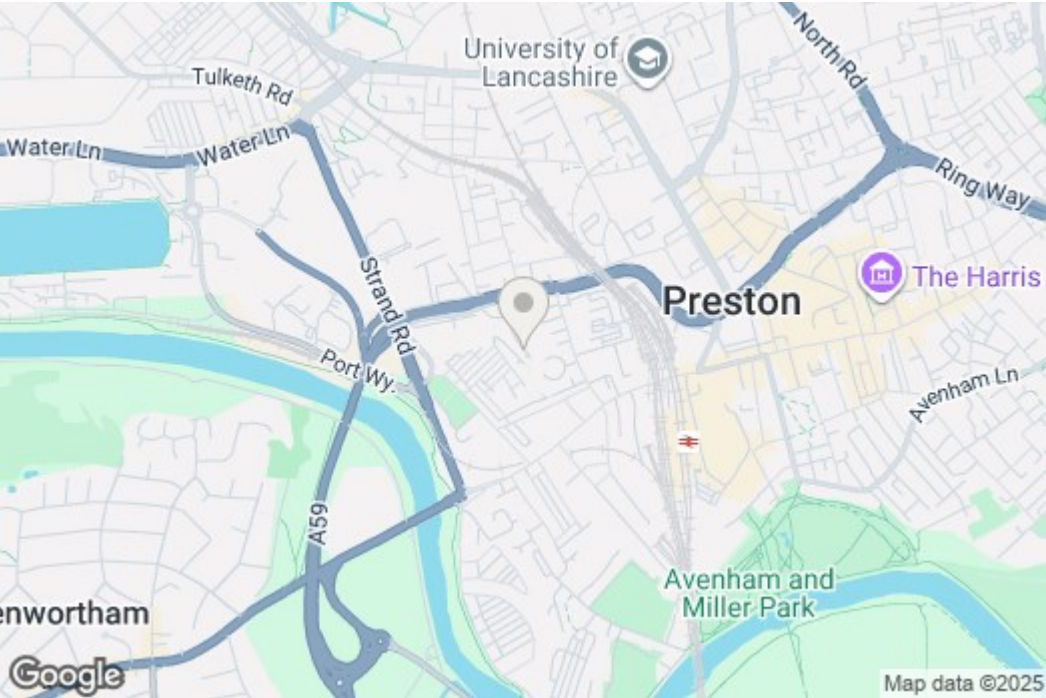 University of
Lancashire
North Rd
Tulketh Rd
Water Ln
Water Ln
Ring Way
Strand Rd
The Harris
Preston
Port Wy.
Avenham Ln
A59
Avenham and
Miller Park
enwortham
Google
Map data ©2025